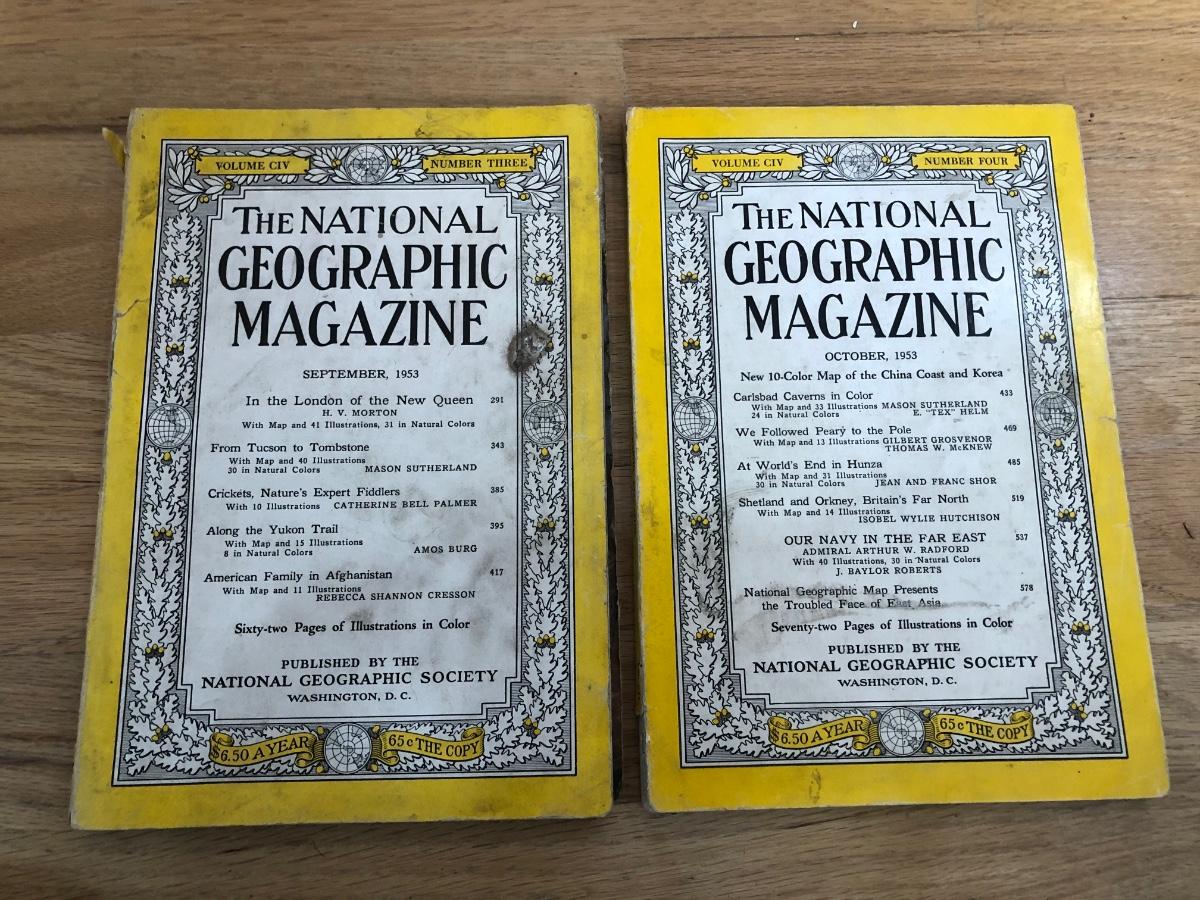 VOLUME CIV
NUMBER THREE
THE NATIONAL
GEOGRAPHIC
MAGAZINE
SEPTEMBER, 1953
In the London of the New Queen 291
H. V. MORTON
With Map and 41 Illustrations, 31 in Natural Colors
From Tucson to Tombstone 343
With Map and 40 Illustrations
30 in Natural Colors MASON SUTHERLAND
Crickets, Nature's Expert Fiddlers 385
With 10 Illustrations CATHERINE BELL PALMER
Along the Yukon Trail 395
With Map and 15 Illustrations
8 in Natural Colors AMOS BURG
American Family in Afghanistan 417
With Map and 11 Illustrations
REBECCA SHANNON CRESSON
Sixty-two Pages of Illustrations in Color
PUBLISHED BY THE
NATIONAL GEOGRAPHIC SOCIETY
WASHINGTON, D. C.
$6.50 A YEAR
65c THE COPY
VOLUME CIV
NUMBER FOUR
THE NATIONAL
GEOGRAPHIC
MAGAZINE
OCTOBER, 1953
New 10-Color Map of the China Coast and Korea
Carlsbad Caverns in Color 433
With Map and 33 Illustrations MASON SUTHERLAND
24 in Natural Colors E. "TEX" HELM
We Followed Peary to the Pole 469
With Map and 13 Illustrations GILBERT GROSVENOR
THOMAS W. McKNEW
At World's End in Hunza 485
With Map and 31 Illustrations
30 in Natural Colors JEAN AND FRANC SHOR
Shetland and Orkney, Britain's Far North 519
With Map and 14 Illustrations
ISOBEL WYLIE HUTCHISON
OUR NAVY IN THE FAR EAST 537
ADMIRAL ARTHUR W. RADFORD
With 40 Illustrations, 30 in Natural Colors
J. BAYLOR ROBERTS
National Geographic Map Presents 578
the Troubled Face of East Asia
Seventy-two Pages of Illustrations in Color
PUBLISHED BY THE
NATIONAL GEOGRAPHIC SOCIETY
WASHINGTON, D. C.
$6.50 A YEAR
65c THE COPY